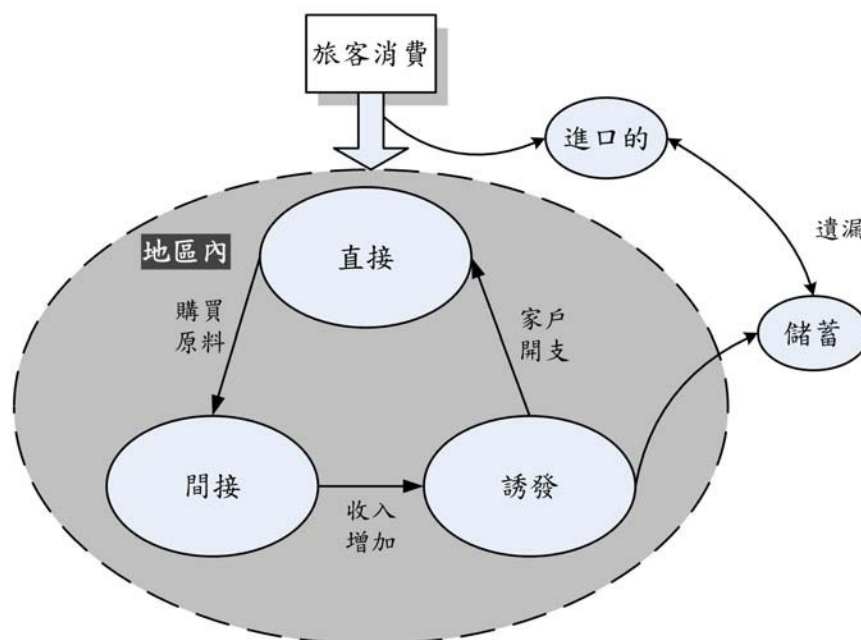 旅客消費
進口的
地區內
直接
遺漏
購買
原料
家戶
開支
儲蓄
間接
收入
增加
誘發